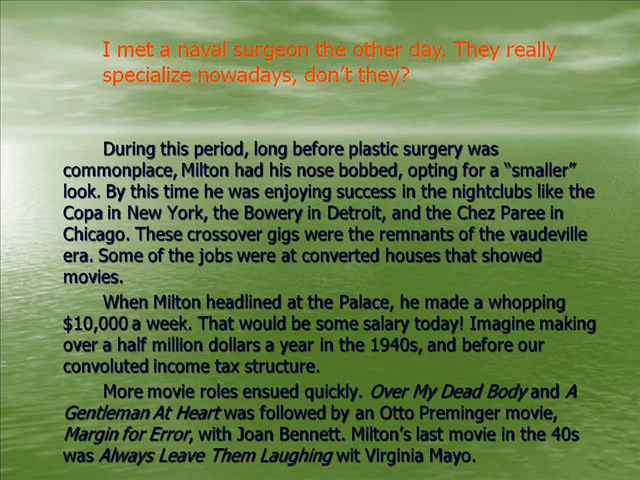 I met a naval surgeon the other day. They really
specialize nowadays, don't they?
During this period, long before plastic surgery was
commonplace, Milton had his nose bobbed, opting for a “smaller”
look. By this time he was enjoying success in the nightclubs like the
Copa in New York, the Bowery in Detroit, and the Chez Paree in
Chicago. These crossover gigs were the remnants of the vaudeville
era. Some of the jobs were at converted houses that showed
movies.
When Milton headlined at the Palace, he made a whopping
$10,000 a week. That would be some salary today! Imagine making
over a half million dollars a year in the 1940s, and before our
convoluted income tax structure.
More movie roles ensued quickly. Over My Dead Body and A
Gentleman At Heart was followed by an Otto Preminger movie,
Margin for Error, with Joan Bennett. Milton's last movie in the 40s
was Always Leave Them Laughing wit Virginia Mayo.